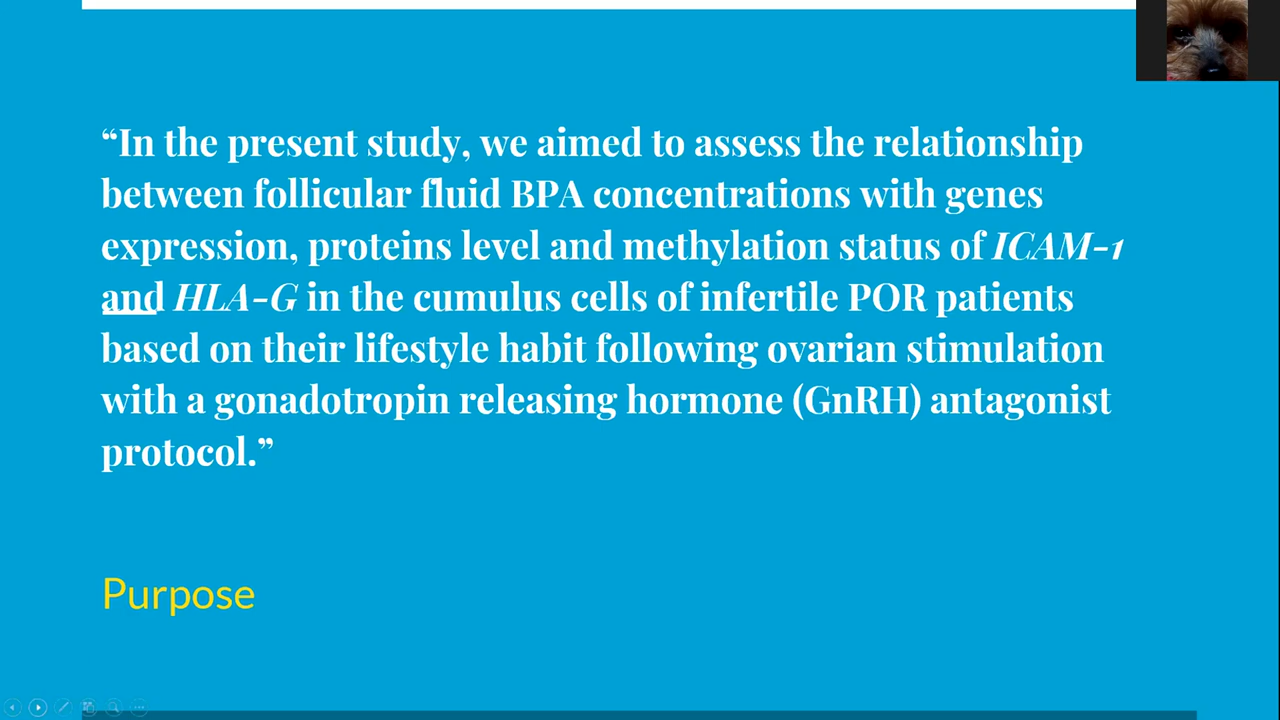 “In the present study, we aimed to assess the relationship
between follicular fluid BPA concentrations with genes
expression, proteins level and methylation status of ICAM-1
and HLA-G in the cumulus cells of infertile POR patients
based on their lifestyle habit following ovarian stimulation
with a gonadotropin releasing hormone (GnRH) antagonist
protocol.”
Purpose